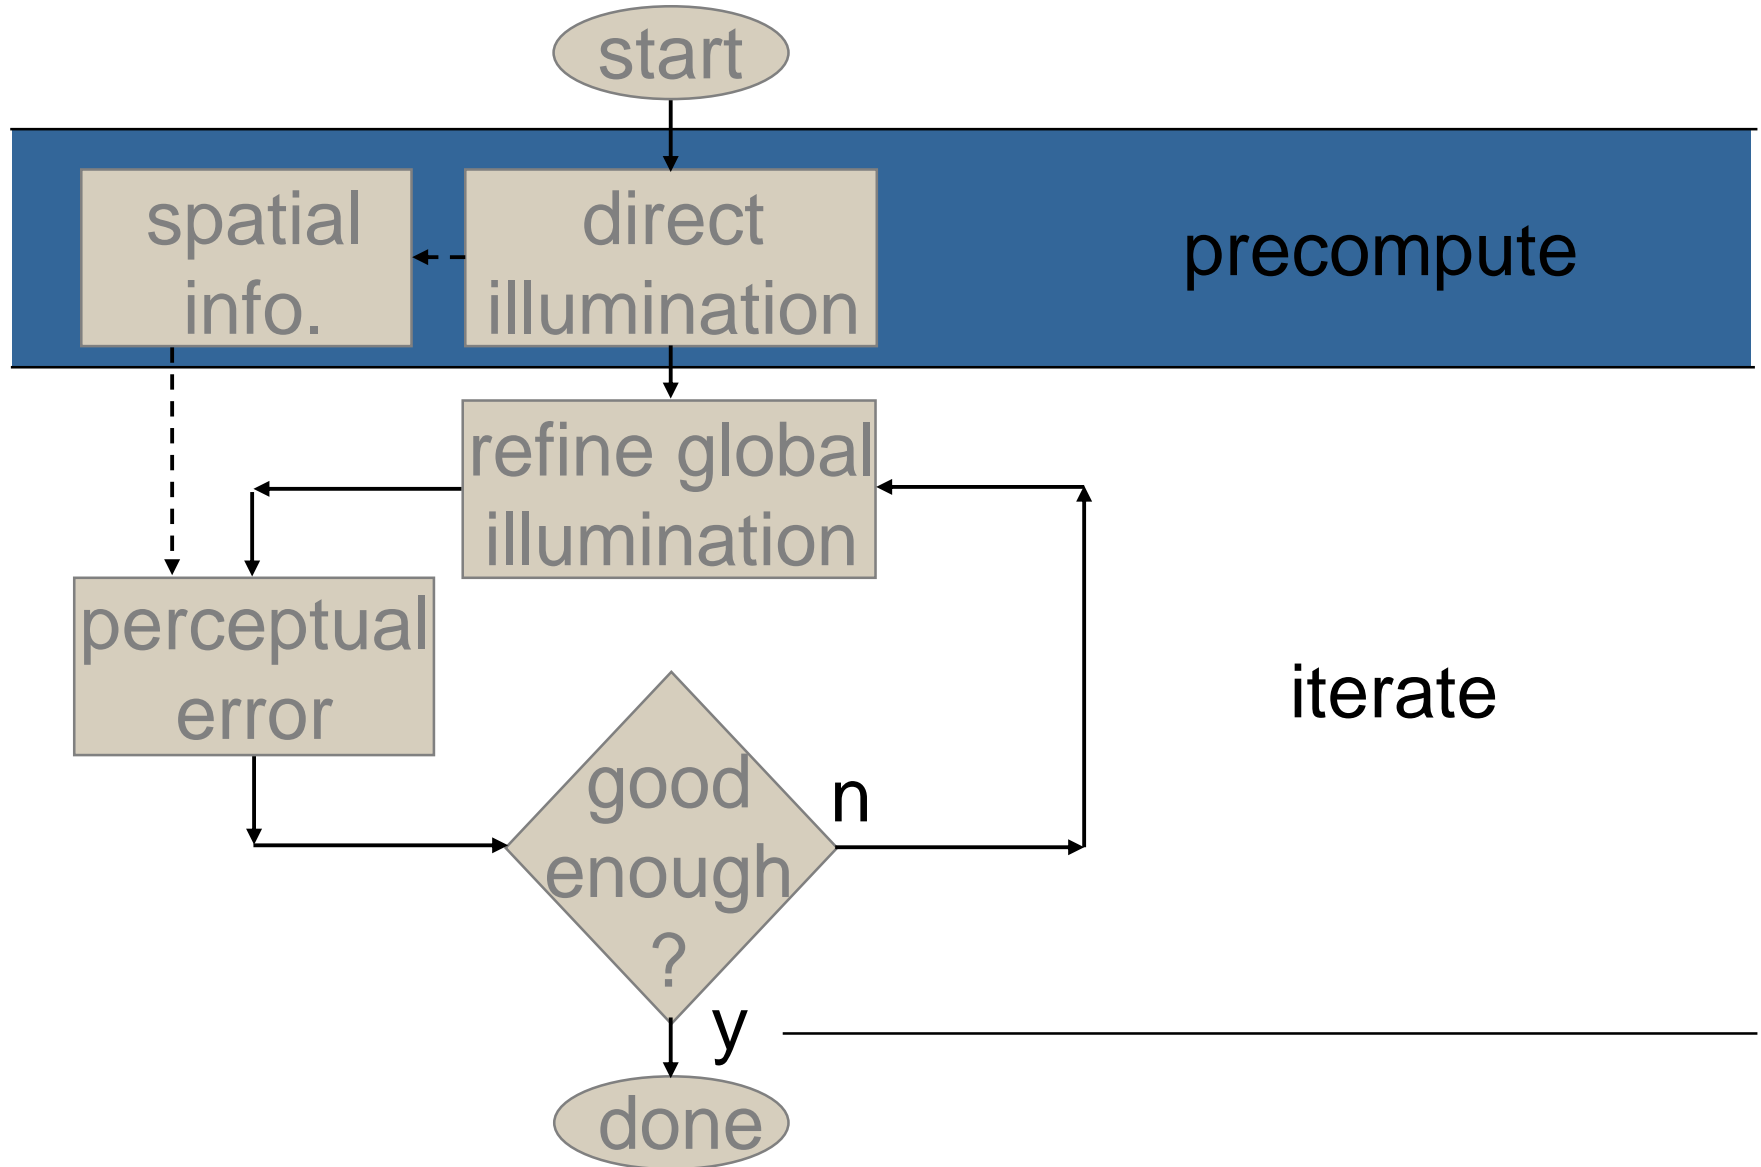 start
spatial
info.
direct
illumination
precompute
refine global
illumination
perceptual
error
iterate
good
enough
?
n
y
done